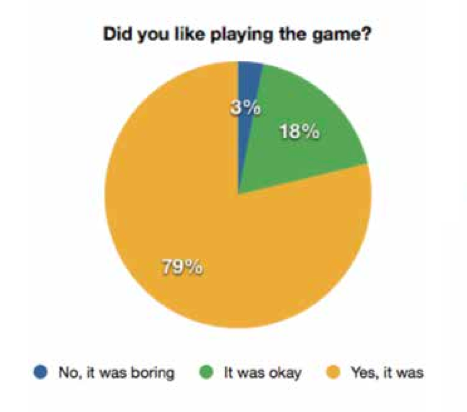 Did you like playing the game?
3%
18%
79%
No, it was boring It was okay Yes, it was